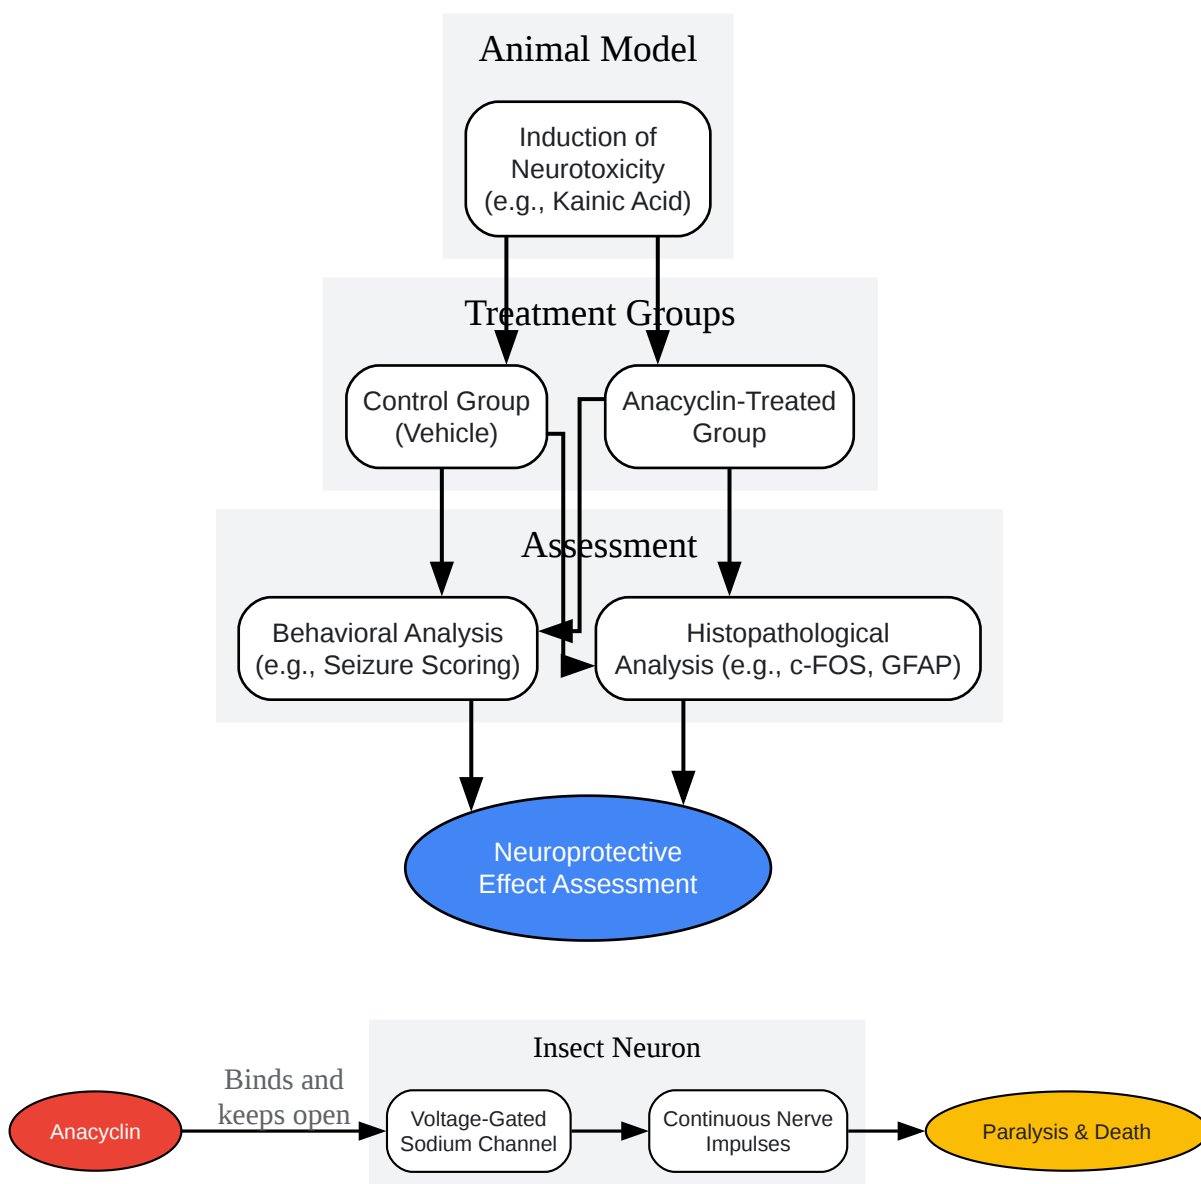 Animal Model
Induction of
Neurotoxicity
(e.g., Kainic Acid)
Treatment Groups
Control Group
(Vehicle)
Anacyclin-Treated
Group
Assessment
Behavioral Analysis
(e.g., Seizure Scoring)
Histopathological
Analysis (e.g., c-FOS, GFAP)
Neuroprotective
Effect Assessment
Insect Neuron
Binds and
keeps open
Anacyclin
Voltage-Gated
Sodium Channel
Continuous Nerve
Impulses
Paralysis & Death